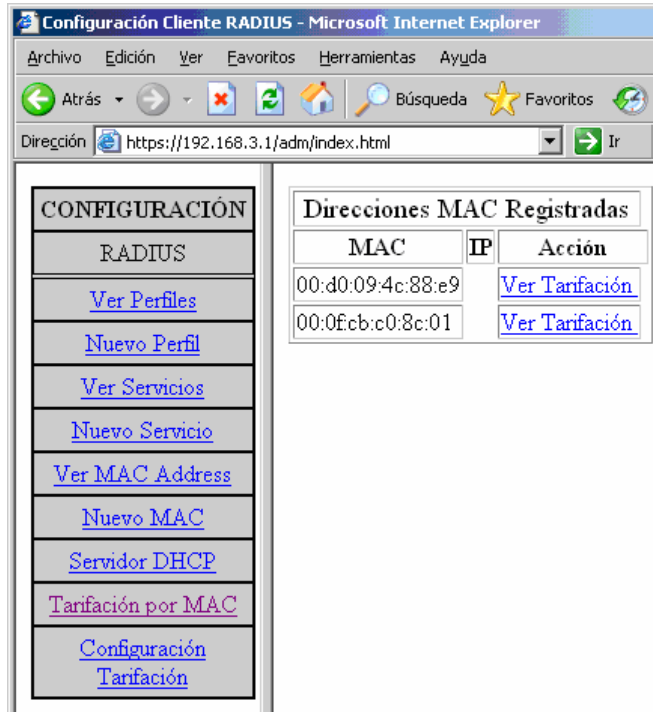 Configuración Cliente RADIUS - Microsoft Internet Explorer
Archivo Edición Ver Favoritos Herramientas Ayuda
Atrás Búsqueda Favoritos
Dirección https://192.168.3.1/adm/index.html Ir
CONFIGURACIÓN
RADIUS
Ver Perfiles
Nuevo Perfil
Ver Servicios
Nuevo Servicio
Ver MAC Address
Nuevo MAC
Servidor DHCP
Tarifación por MAC
Configuración
Tarifación
Direcciones MAC Registradas
MAC IP Acción
00:d0:09:4c:88:e9 Ver Tarifación
00:0f:cb:c0:8c:01 Ver Tarifación